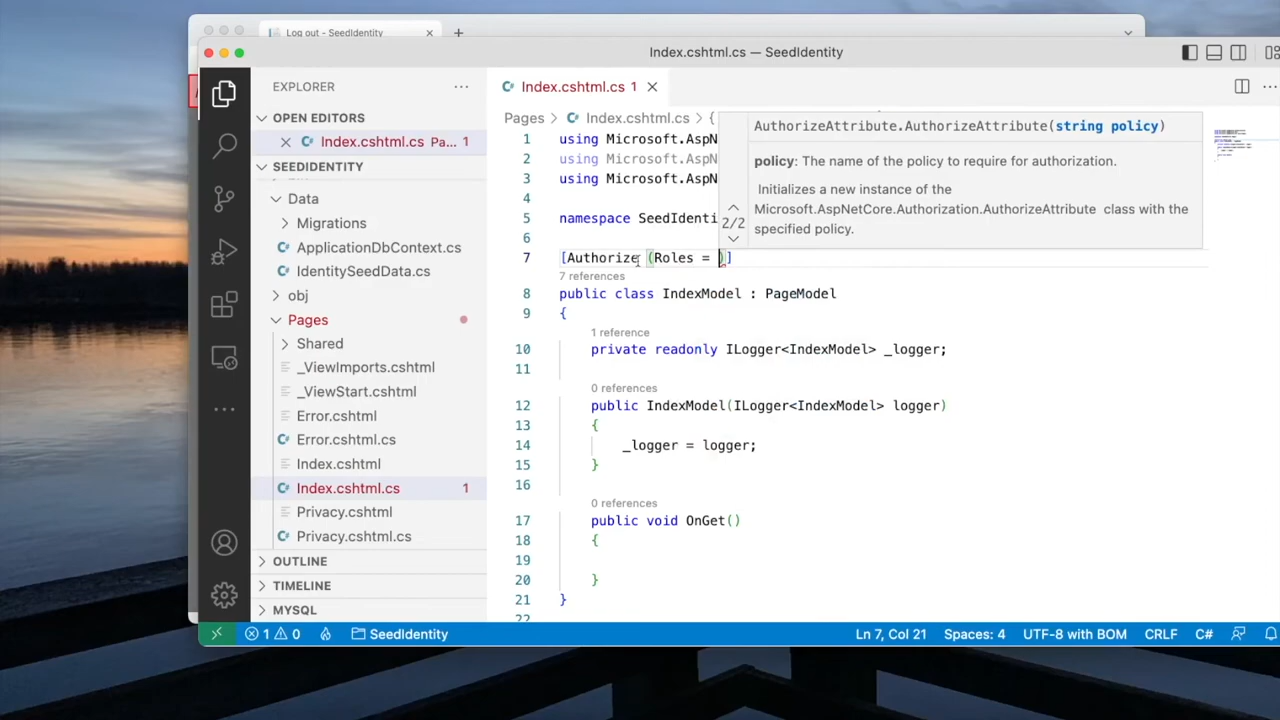 Log out - SeedIdentity
Index.cshtml.cs — SeedIdentity
EXPLORER
OPEN EDITORS
Index.cshtml.cs Pa... 1
SEEDIDENTITY
Data
Migrations
ApplicationDbContext.cs
IdentitySeedData.cs
obj
Pages
Shared
_ViewImports.cshtml
_ViewStart.cshtml
Error.cshtml
Error.cshtml.cs
Index.cshtml
Index.cshtml.cs 1
Privacy.cshtml
Privacy.cshtml.cs
OUTLINE
TIMELINE
MYSQL
Index.cshtml.cs 1
Pages > Index.cshtml.cs > {
AuthorizeAttribute.AuthorizeAttribute(string policy)
policy: The name of the policy to require for authorization.
Initializes a new instance of the
Microsoft.AspNetCore.Authorization.AuthorizeAttribute class with the
specified policy.
2/2
1 using Microsoft.AspN
2 using Microsoft.AspN
3 using Microsoft.AspN
4
5 namespace SeedIdenti
6
7 [Authorize (Roles = )]
7 references
8 public class IndexModel : PageModel
9 {
1 reference
10 private readonly ILogger<IndexModel> _logger;
11
0 references
12 public IndexModel(ILogger<IndexModel> logger)
13 {
14 _logger = logger;
15 }
16
0 references
17 public void OnGet()
18 {
19
20 }
21 }
22
1 0 SeedIdentity Ln 7, Col 21 Spaces: 4 UTF-8 with BOM CRLF C#